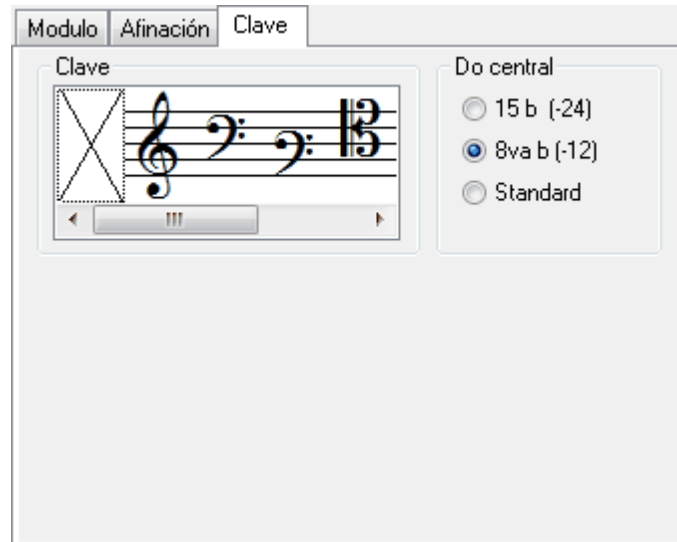 Modulo Afinación Clave
Clave
Do central
15 b (-24)
8va b (-12)
Standard